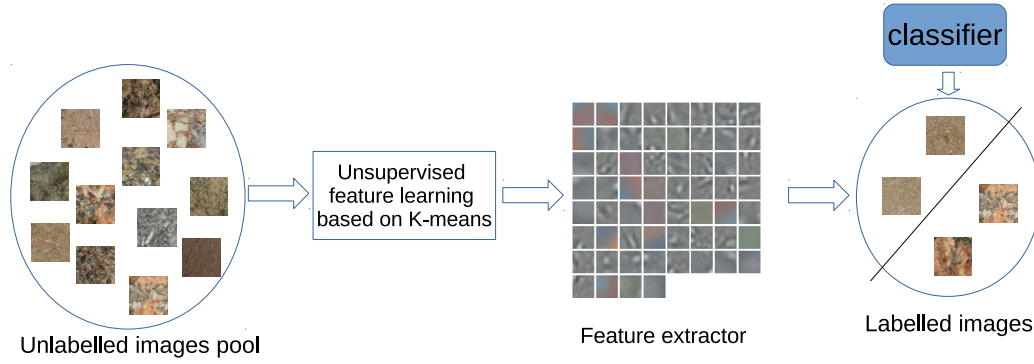 classifier
Unsupervised
feature learning
based on K-means
Unlabelled images pool
Feature extractor
Labelled images